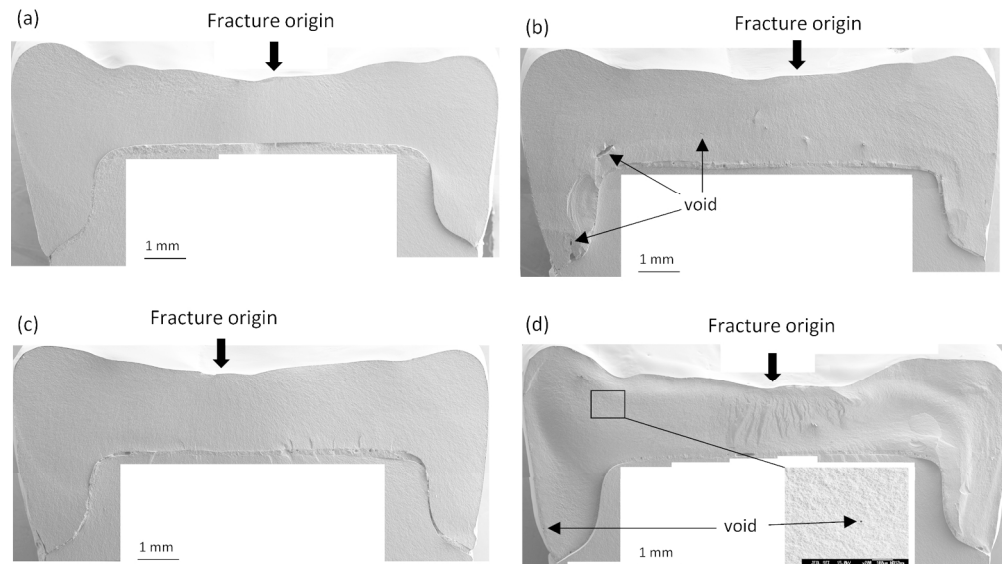 (a)
Fracture origin
1 mm
(b)
Fracture origin
void
1 mm
(c)
Fracture origin
1 mm
(d)
Fracture origin
void
1 mm